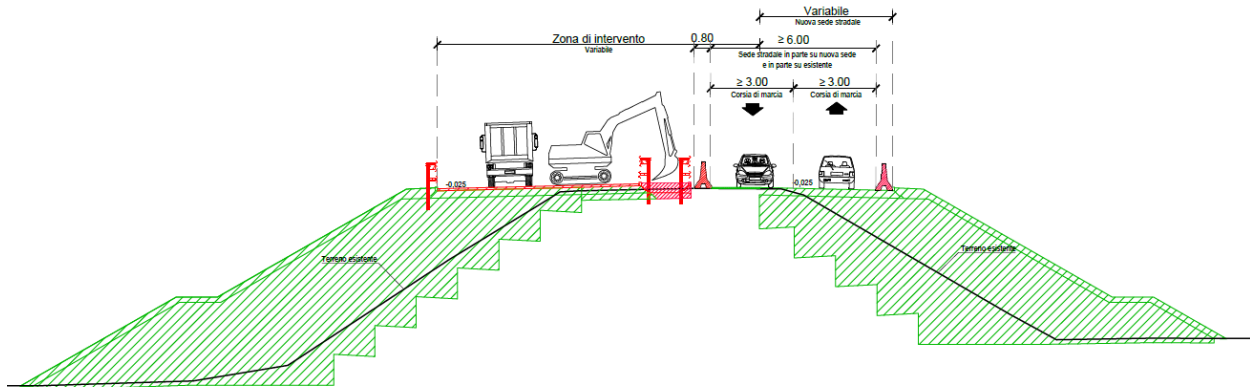 Variabile
Nuova sede stradale
Zona di intervento
Variabile
0.80
≥ 6.00
Sede stradale in parte su nuova sede
e in parte su esistente
≥ 3.00
Corsia di marcia
≥ 3.00
Corsia di marcia
-0,025
0,025
Terreno esistente
Terreno esistente